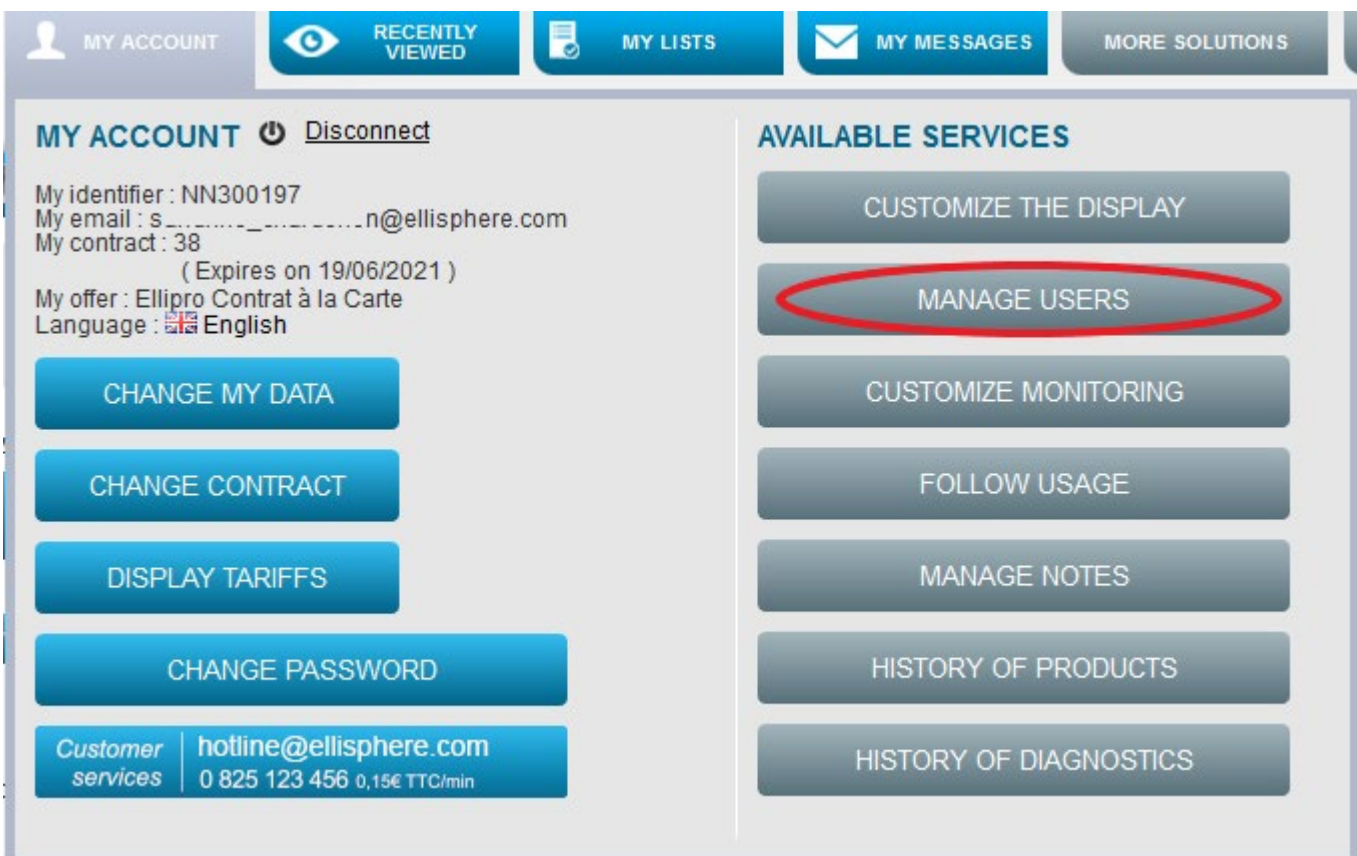 MY ACCOUNT
RECENTLY
VIEWED
MY LISTS
MY MESSAGES
MORE SOLUTIONS
MY ACCOUNT Disconnect
My identifier : NN300197
My email : n@ellisphere.com
My contract : 38
( Expires on 19/06/2021 )
My offer : Ellipro Contrat à la Carte
Language : English
CHANGE MY DATA
CHANGE CONTRACT
DISPLAY TARIFFS
CHANGE PASSWORD
Customer
services
hotline@ellisphere.com
0 825 123 456 0,15€ TTC/min
AVAILABLE SERVICES
CUSTOMIZE THE DISPLAY
MANAGE USERS
CUSTOMIZE MONITORING
FOLLOW USAGE
MANAGE NOTES
HISTORY OF PRODUCTS
HISTORY OF DIAGNOSTICS